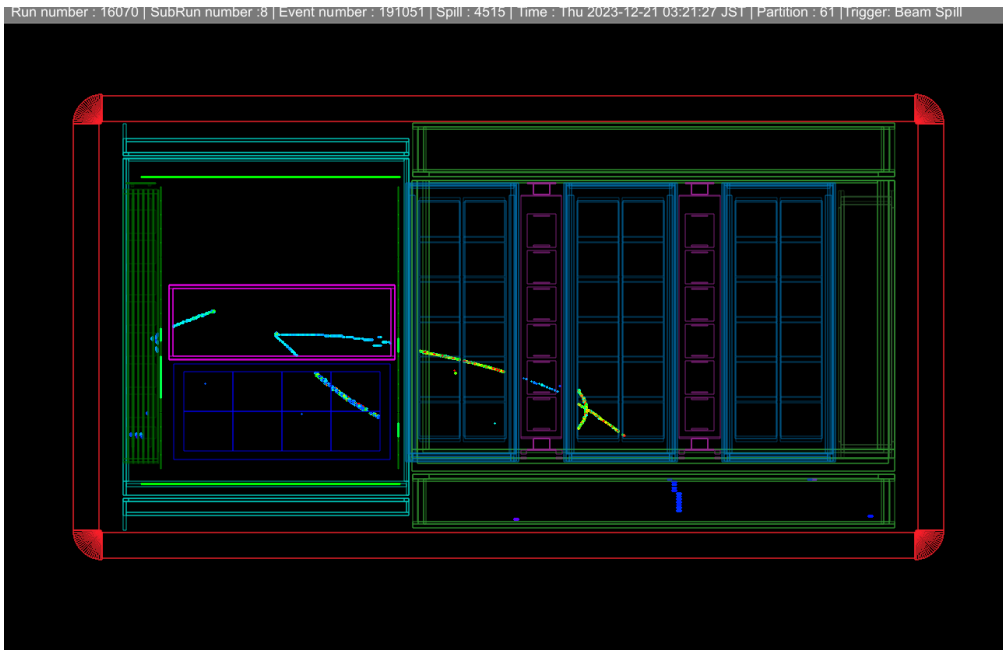 Run number : 16070 | SubRun number :8 | Event number : 191051 | Spill : 4515 | Time : Thu 2023-12-21 03:21:27 JST | Partition : 61 |Trigger: Beam Spill